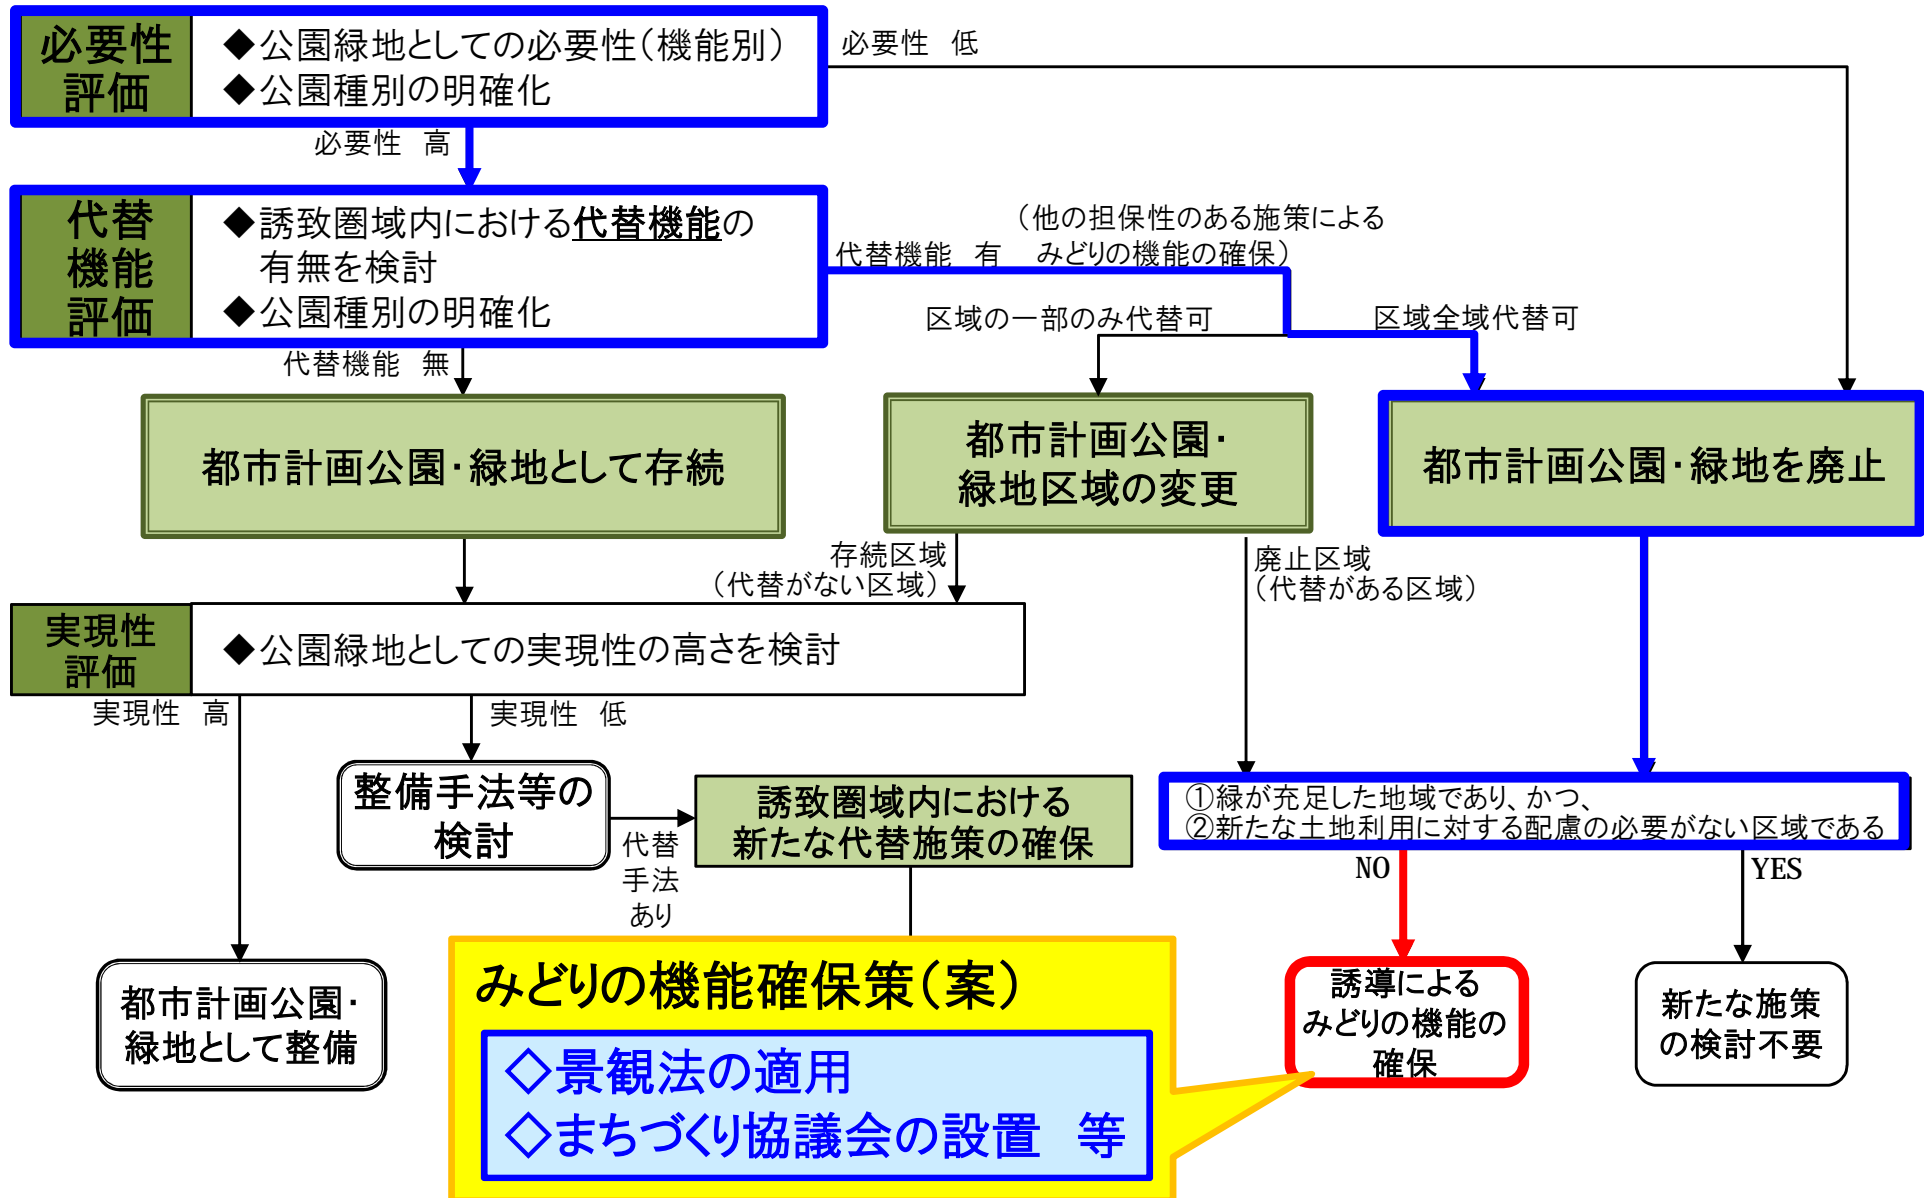 必要性
評価
◆公園緑地としての必要性（機能別）
◆公園種別の明確化
必要性　低
必要性　高
代替
機能
評価
◆誘致圏域内における代替機能の
有無を検討
◆公園種別の明確化
代替機能　有
（他の担保性のある施策による
みどりの機能の確保）
区域の一部のみ代替可
区域全域代替可
代替機能　無
都市計画公園・緑地として存続
都市計画公園・
緑地区域の変更
都市計画公園・緑地を廃止
存続区域
（代替がない区域）
廃止区域
（代替がある区域）
実現性
評価
◆公園緑地としての実現性の高さを検討
実現性　高
実現性　低
整備手法等の
検討
代替
手法
あり
誘致圏域内における
新たな代替施策の確保
①緑が充足した地域であり、かつ、
②新たな土地利用に対する配慮の必要がない区域である
NO
YES
都市計画公園・
緑地として整備
みどりの機能確保策（案）
◇景観法の適用
◇まちづくり協議会の設置　等
誘導による
みどりの機能の
確保
新たな施策
の検討不要